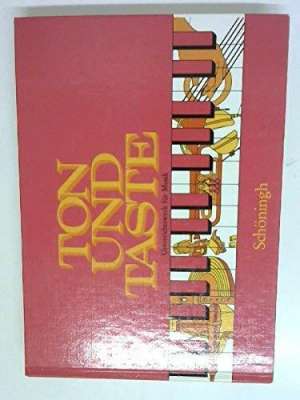 TON
UND
TASTE
Unterrichtswerk für Musik
Schöningh